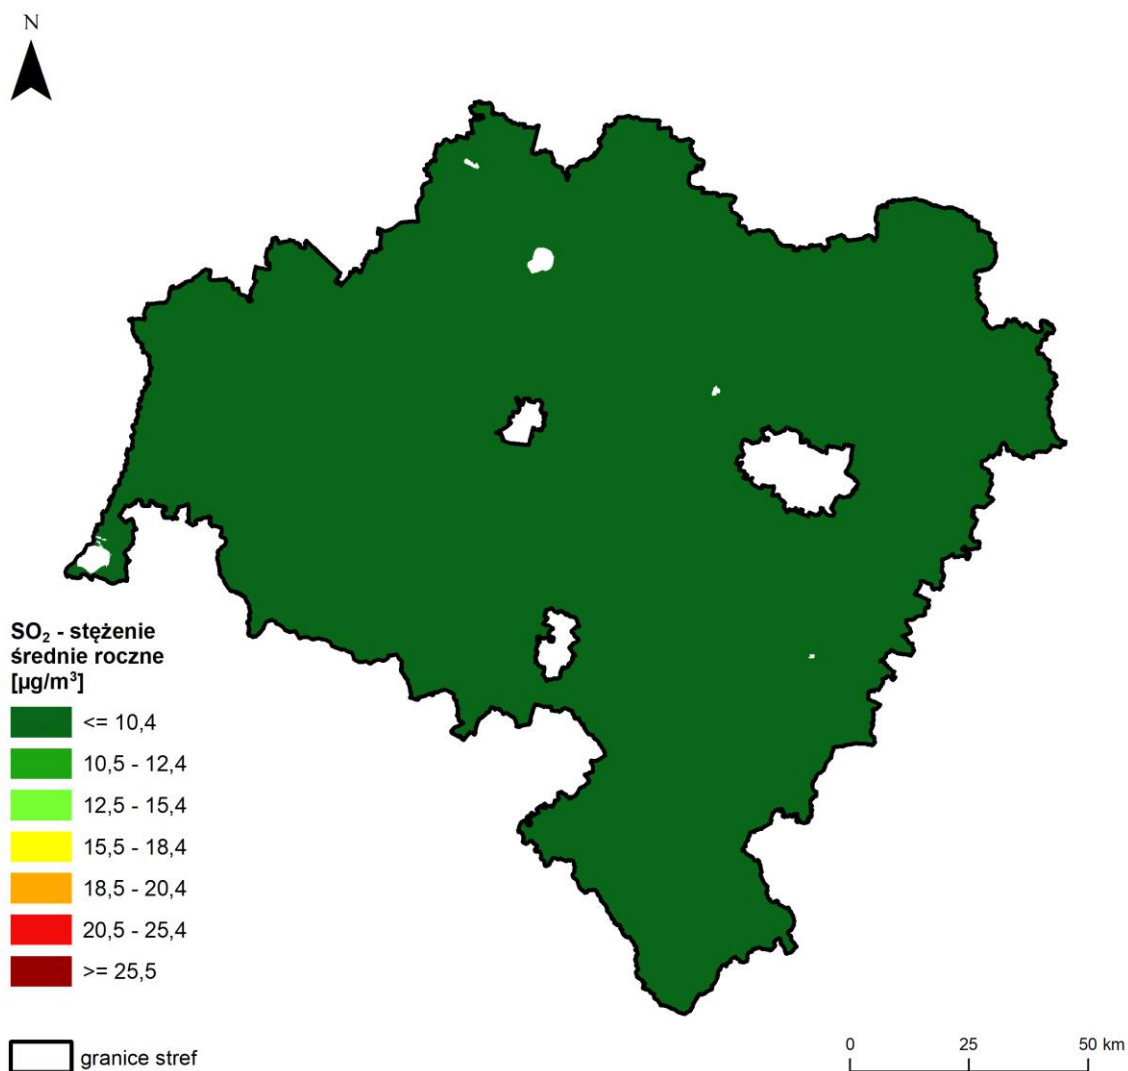 N
SO₂ - stężenie
średnie roczne
[µg/m³]
<= 10,4
10,5 - 12,4
12,5 - 15,4
15,5 - 18,4
18,5 - 20,4
20,5 - 25,4
>= 25,5
granice stref
0 25 50 km